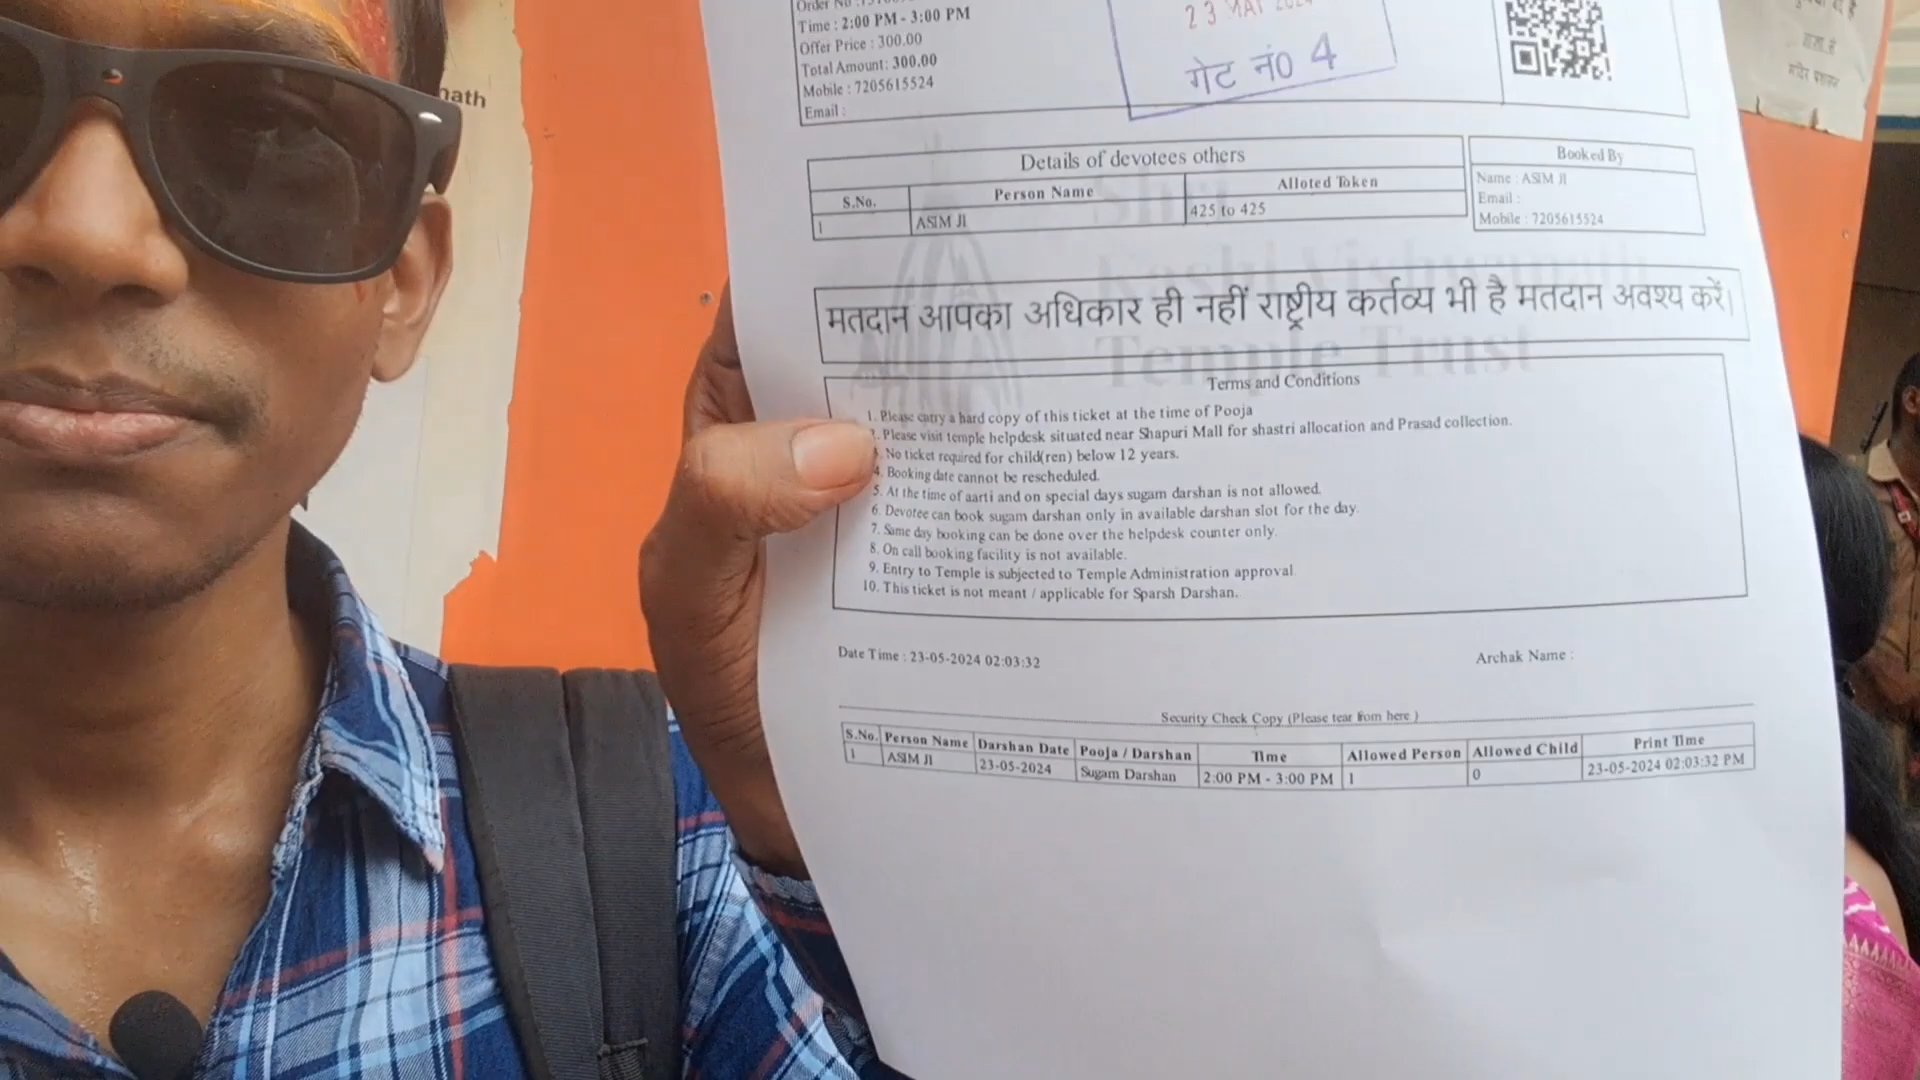 Order No
Time : 2:00 PM - 3:00 PM
Offer Price : 300.00
Total Amount: 300.00
Mobile : 7205615524
Email :
23 MAY
गेट नं0 4
nath
Details of devotees others
S.No. Person Name Alloted Token
1 ASIM JI 425 to 425
Booked By
Name : ASIM JI
Email :
Mobile : 7205615524
Shri
Kashi Vishwanath
Temple Trust
मतदान आपका अधिकार ही नहीं राष्ट्रीय कर्तव्य भी है मतदान अवश्य करें।
Terms and Conditions
1. Please carry a hard copy of this ticket at the time of Pooja
. Please visit temple helpdesk situated near Shapuri Mall for shastri allocation and Prasad collection.
. No ticket required for child(ren) below 12 years.
4. Booking date cannot be rescheduled.
5. At the time of aarti and on special days sugam darshan is not allowed.
6. Devotee can book sugam darshan only in available darshan slot for the day.
7. Same day booking can be done over the helpdesk counter only.
8. On call booking facility is not available.
9. Entry to Temple is subjected to Temple Administration approval
10. This ticket is not meant / applicable for Sparsh Darshan.
Date Time : 23-05-2024 02:03:32
Archak Name :
Security Check Copy (Please tear from here )
S.No. Person Name Darshan Date Pooja / Darshan Time Allowed Person Allowed Child Print Time
1 ASIM JI 23-05-2024 Sugam Darshan 2:00 PM - 3:00 PM 1 0 23-05-2024 02:03:32 PM